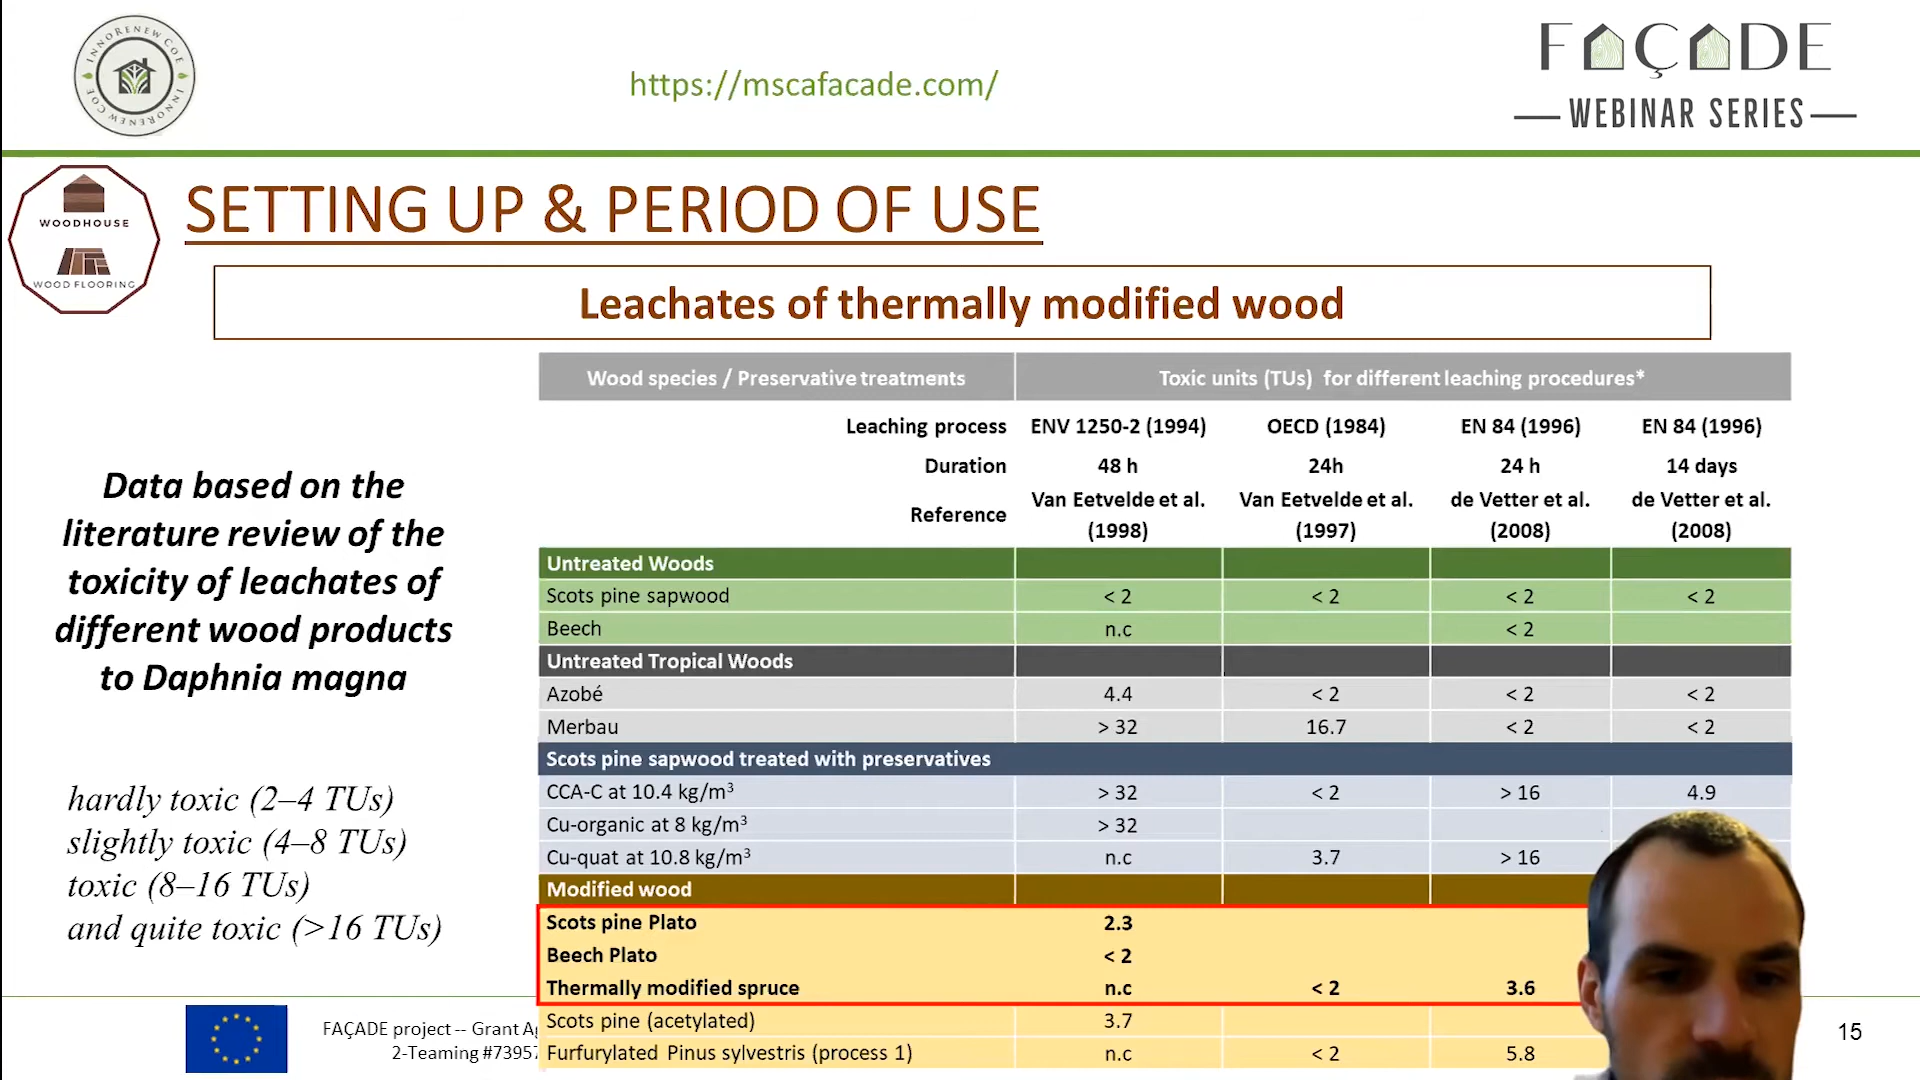 INNORENEW COE INNORENEW COE
https://mscafacade.com/
FAÇADE
WEBINAR SERIES
WOODHOUSE
WOOD FLOORING
SETTING UP & PERIOD OF USE
Leachates of thermally modified wood
Data based on the
literature review of the
toxicity of leachates of
different wood products
to Daphnia magna
hardly toxic (2–4 TUs)
slightly toxic (4–8 TUs)
toxic (8–16 TUs)
and quite toxic (>16 TUs)
Wood species / Preservative treatments Toxic units (TUs) for different leaching procedures*
Leaching process ENV 1250-2 (1994) OECD (1984) EN 84 (1996) EN 84 (1996)
Duration 48 h 24h 24 h 14 days
Reference Van Eetvelde et al. (1998) Van Eetvelde et al. (1997) de Vetter et al. (2008) de Vetter et al. (2008)
Untreated Woods
Scots pine sapwood < 2 < 2 < 2 < 2
Beech n.c < 2
Untreated Tropical Woods
Azobé 4.4 < 2 < 2 < 2
Merbau > 32 16.7 < 2 < 2
Scots pine sapwood treated with preservatives
CCA-C at 10.4 kg/m³ > 32 < 2 > 16 4.9
Cu-organic at 8 kg/m³ > 32
Cu-quat at 10.8 kg/m³ n.c 3.7 > 16
Modified wood
Scots pine Plato 2.3
Beech Plato < 2
Thermally modified spruce n.c < 2 3.6
Scots pine (acetylated) 3.7
Furfurylated Pinus sylvestris (process 1) n.c < 2 5.8
FAÇADE project -- Grant
2-Teaming #7395
15